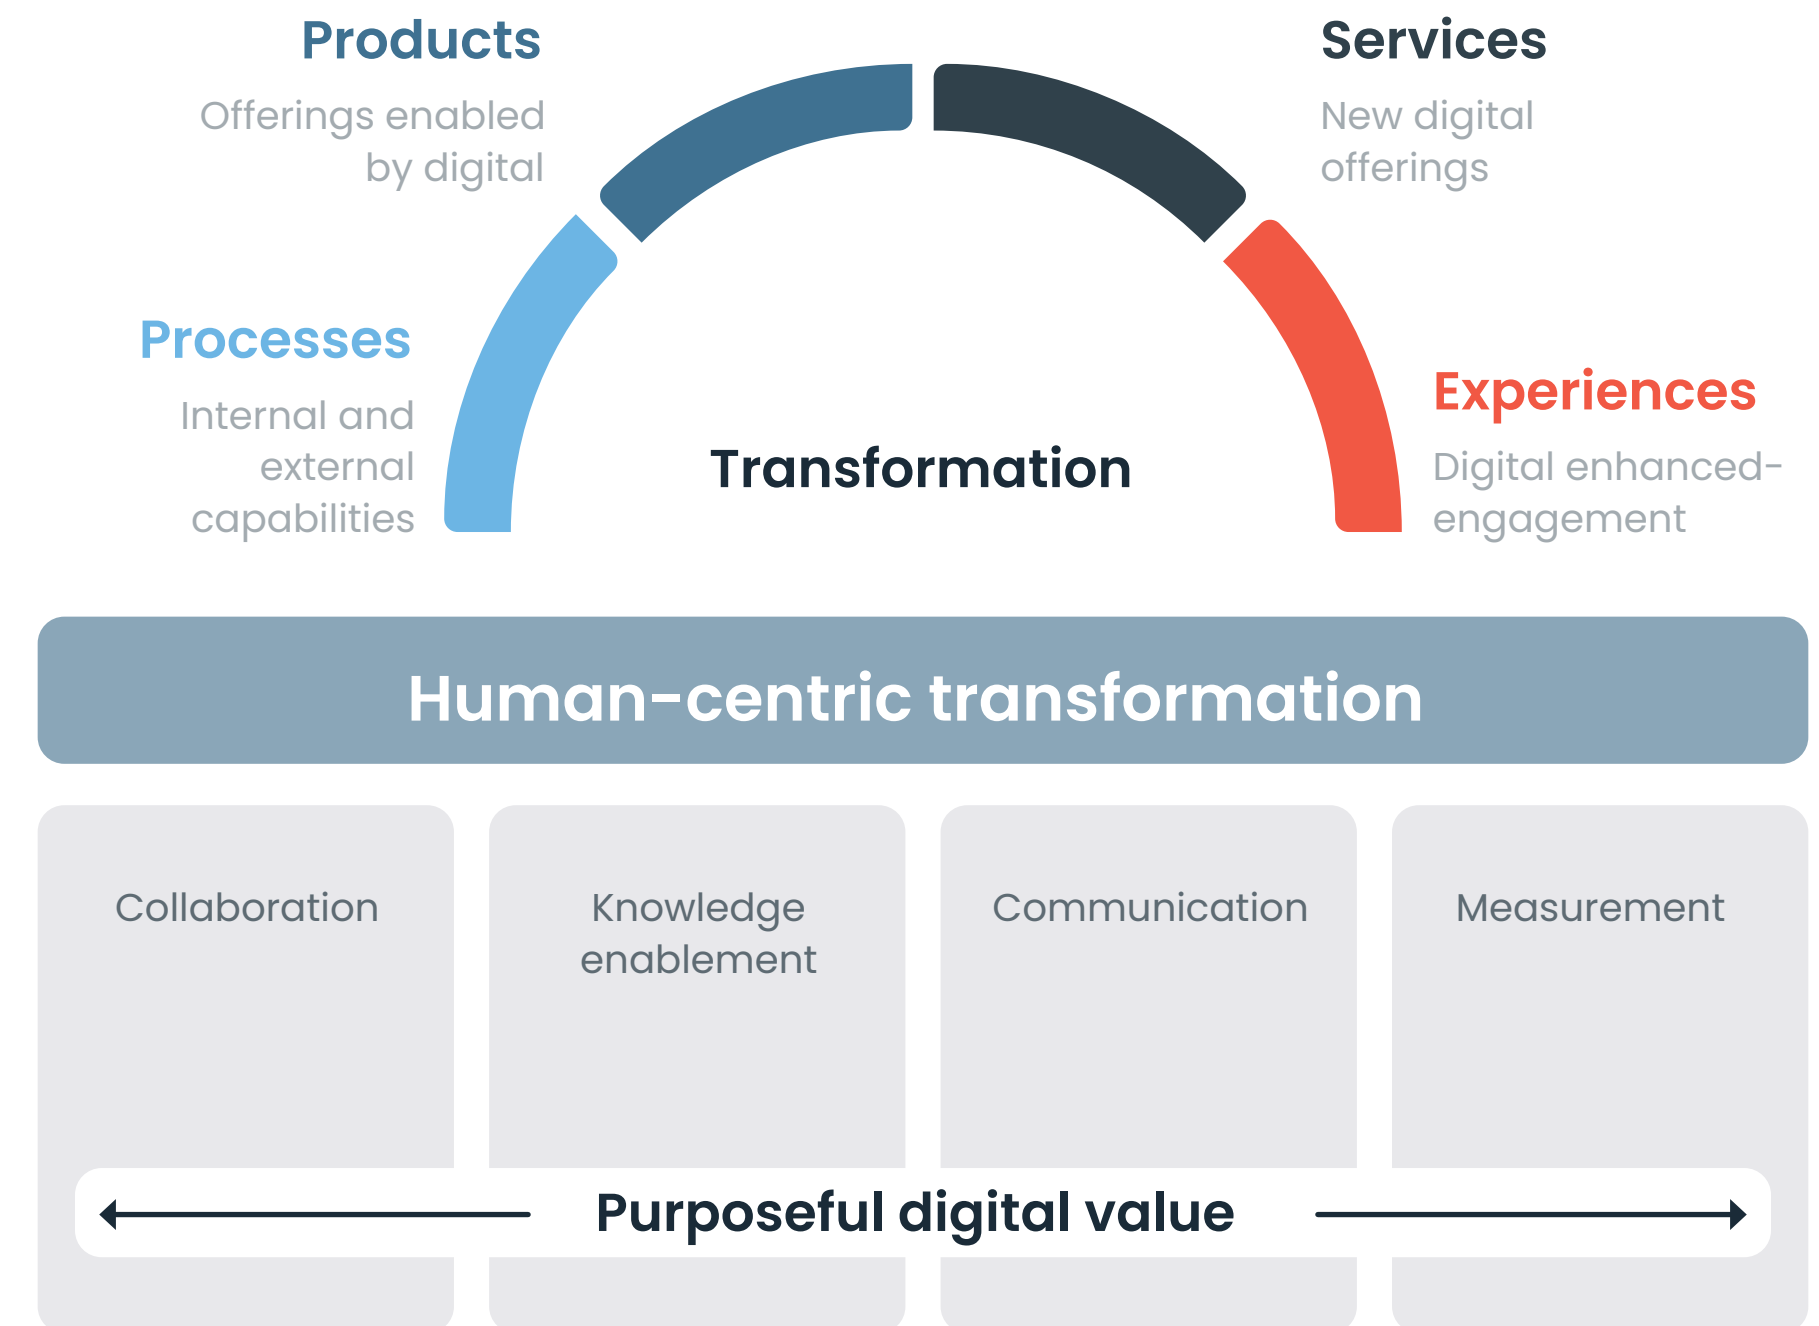 Products
Offerings enabled
by digital
Services
New digital
offerings
Processes
Internal and
external
capabilities
Transformation
Experiences
Digital enhanced-
engagement
Human-centric transformation
Collaboration
Knowledge
enablement
Communication
Measurement
Purposeful digital value